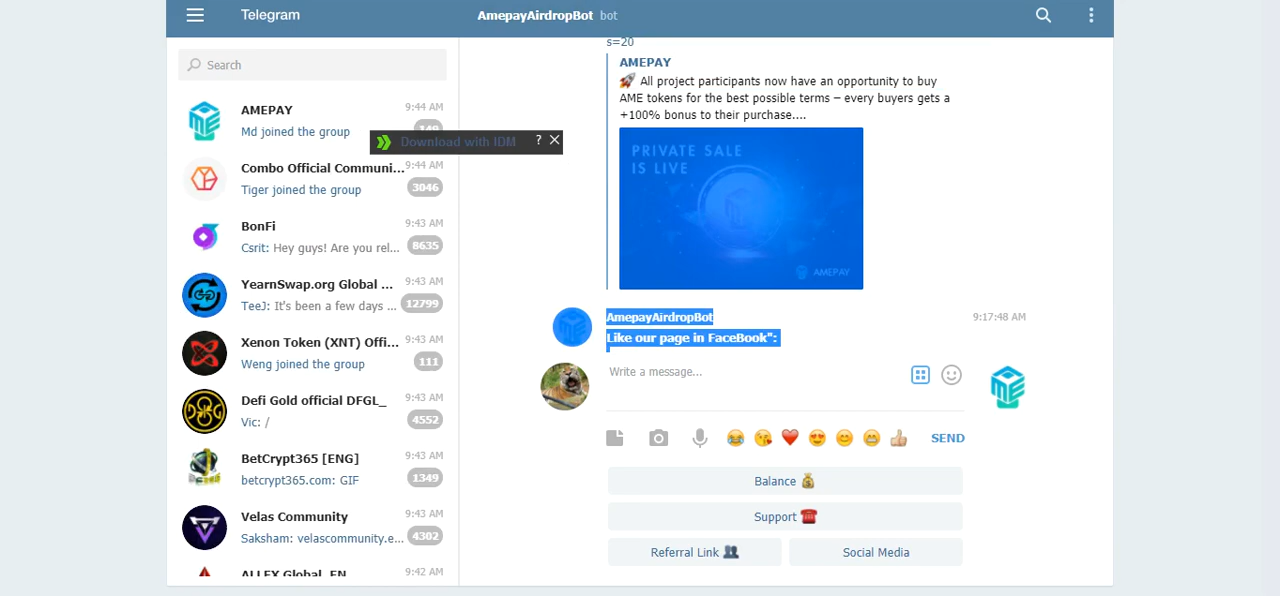 Telegram
AmepayAirdropBot bot
Search
AMEPAY
9:44 AM
Md joined the group
149
Download with IDM
?
Combo Official Communi...
9:44 AM
Tiger joined the group
3046
BonFi
9:43 AM
Csrit: Hey guys! Are you rel...
8635
YearnSwap.org Global ...
9:43 AM
TeeJ: It's been a few days ...
12799
Xenon Token (XNT) Offi...
9:43 AM
Weng joined the group
111
Defi Gold official DFGL_
9:43 AM
Vic: /
4552
BetCrypt365 [ENG]
9:43 AM
betcrypt365.com: GIF
1349
Velas Community
9:43 AM
Saksham: velascommunity.e...
4302
ALLEX Global_EN
9:42 AM
s=20
AMEPAY
🚀 All project participants now have an opportunity to buy
AME tokens for the best possible terms – every buyers gets a
+100% bonus to their purchase....
PRIVATE SALE
IS LIVE
AMEPAY
AmepayAirdropBot
9:17:48 AM
Like our page in FaceBook":
Write a message...
SEND
Balance 💰
Support ☎️
Referral Link 👥
Social Media